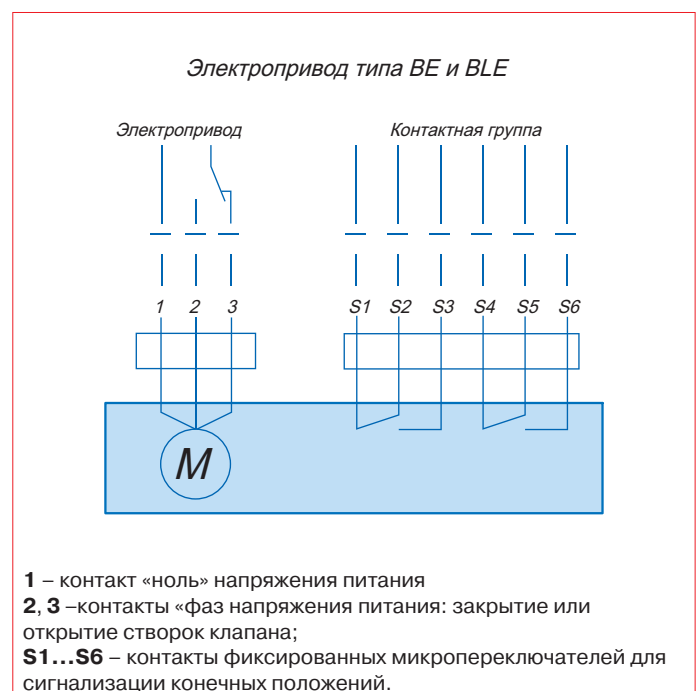 Электропривод типа BE и BLE
Электропривод Контактная группа
1 2 3 S1 S2 S3 S4 S5 S6
M
1 – контакт «ноль» напряжения питания
2, 3 –контакты «фаз напряжения питания: закрытие или
открытие створок клапана;
S1...S6 – контакты фиксированных микропереключателей для
сигнализации конечных положений.